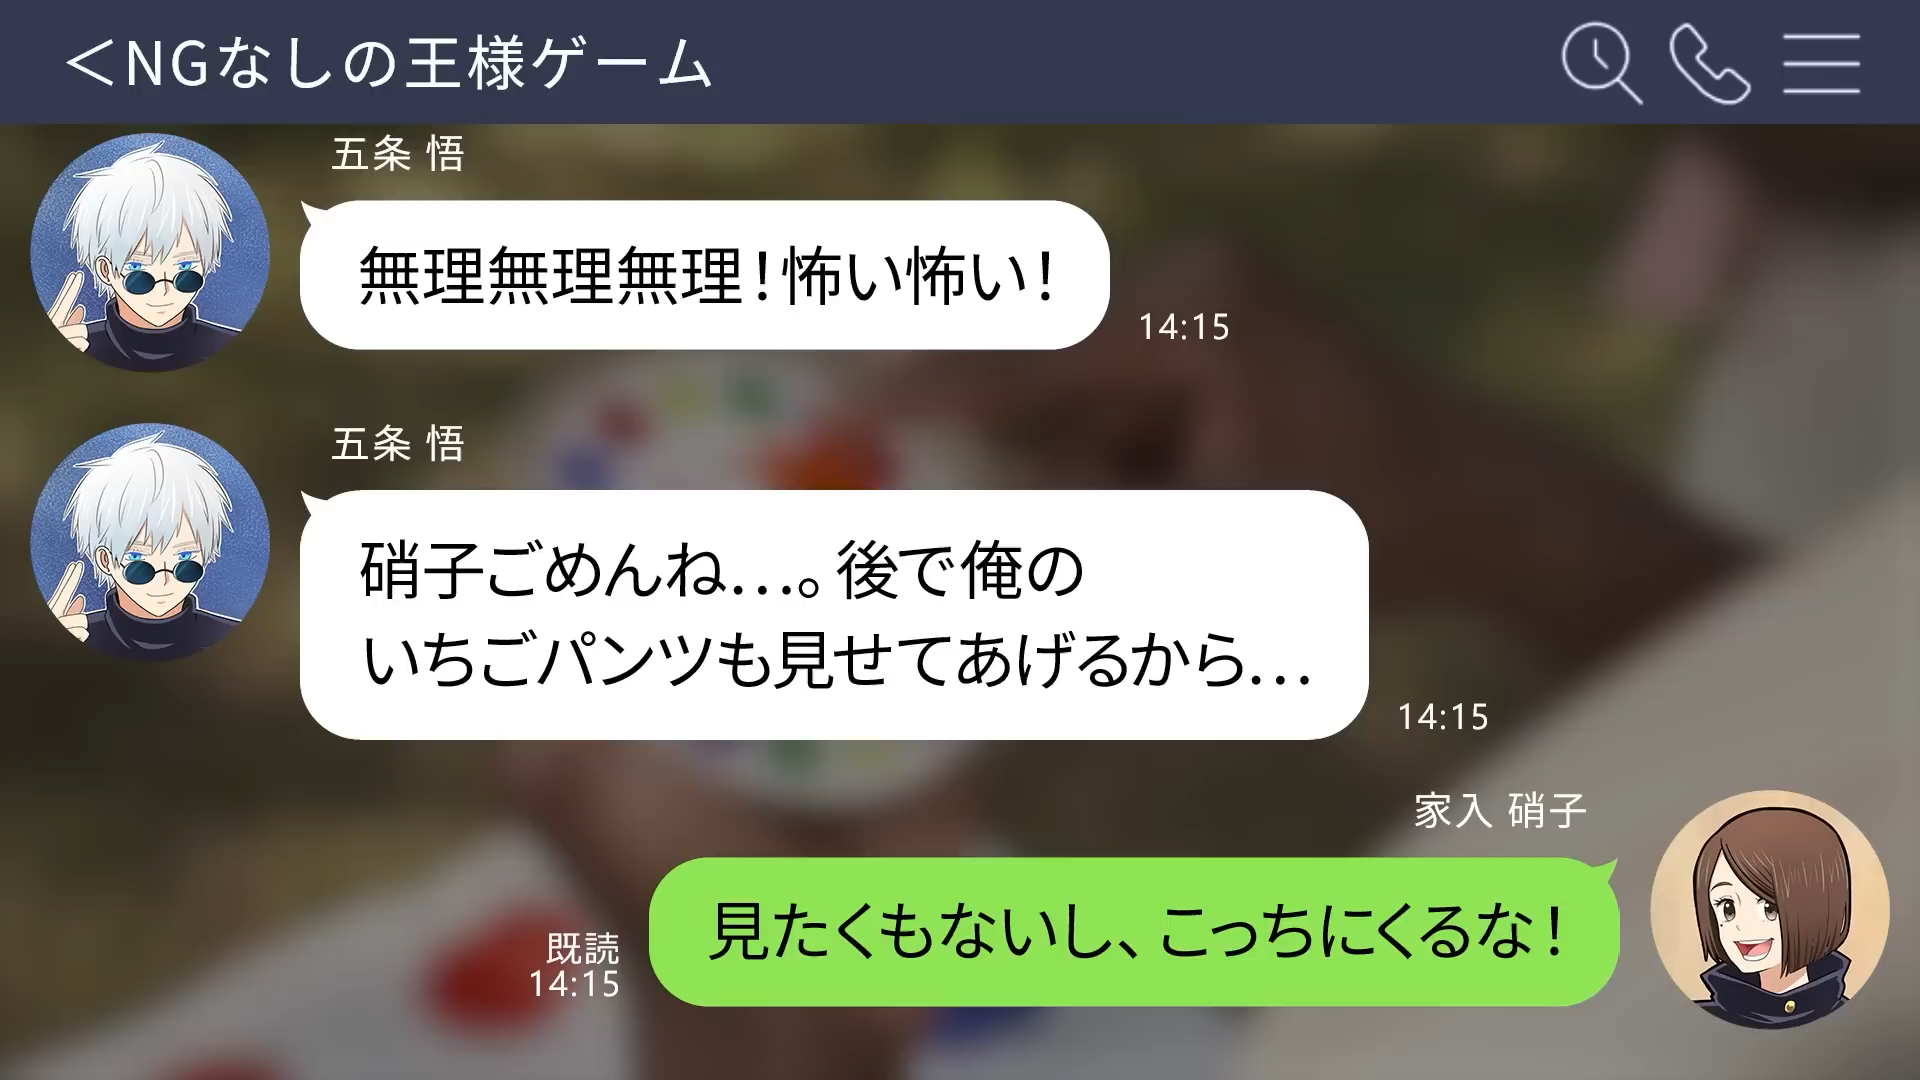 ＜NGなしの王様ゲーム
五条 悟
無理無理無理！怖い怖い！
14:15
五条 悟
硝子ごめんね…。後で俺の
いちごパンツも見せてあげるから…
14:15
家入 硝子
見たくもないし、こっちにくるな！
既読
14:15